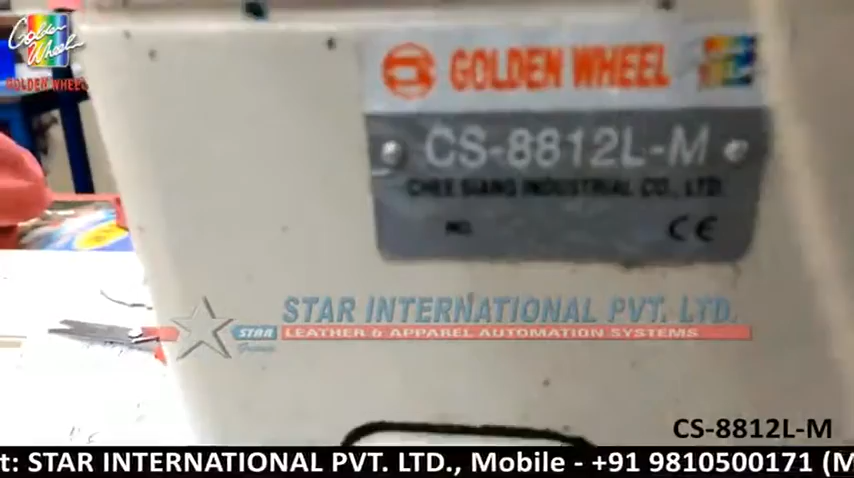 Golden Wheel
GOLDEN WHEEL
GOLDEN WHEEL
CS-8812L-M
CHEE SIANG INDUSTRIAL CO., LTD.
NO.
CE
STAR INTERNATIONAL PVT. LTD.
STAR
LEATHER & APPAREL AUTOMATION SYSTEMS
Group
CS-8812L-M
t: STAR INTERNATIONAL PVT. LTD., Mobile - +91 9810500171 (M